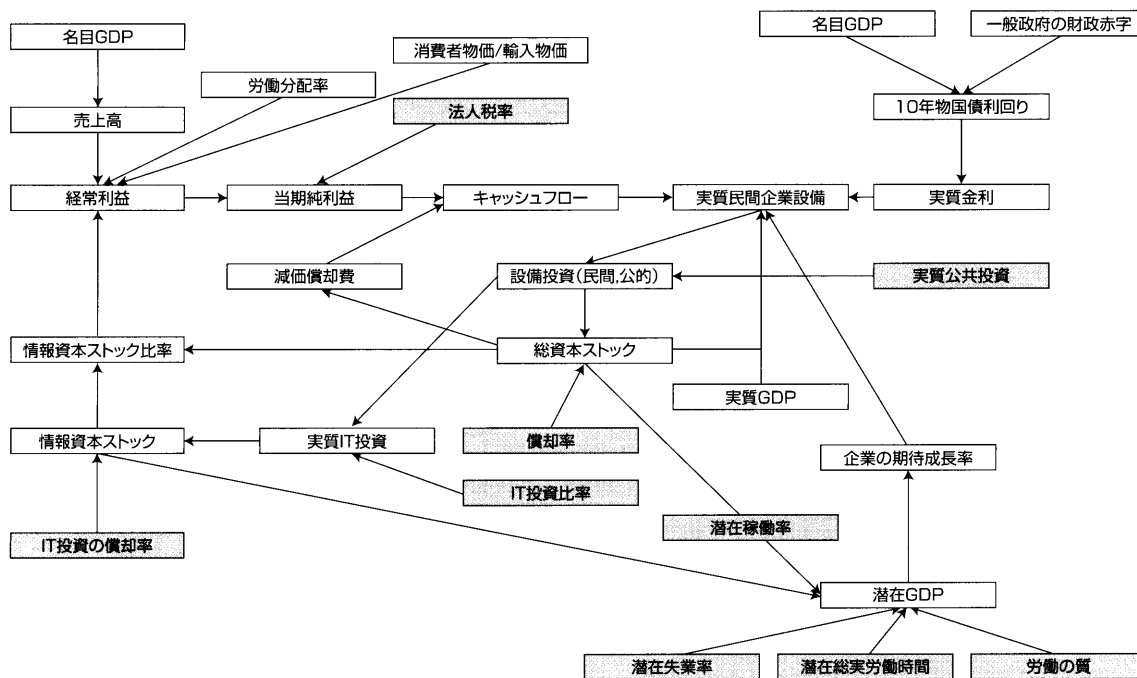 名目GDP
名目GDP
一般政府の財政赤字
消費者物価/輸入物価
労働分配率
売上高
法人税率
10年物国債利回り
経常利益
当期純利益
キャッシュフロー
実質民間企業設備
実質金利
減価償却費
設備投資(民間,公的)
実質公共投資
情報資本ストック比率
総資本ストック
実質GDP
情報資本ストック
実質IT投資
償却率
企業の期待成長率
IT投資比率
潜在稼働率
IT投資の償却率
潜在GDP
潜在失業率
潜在総実労働時間
労働の質